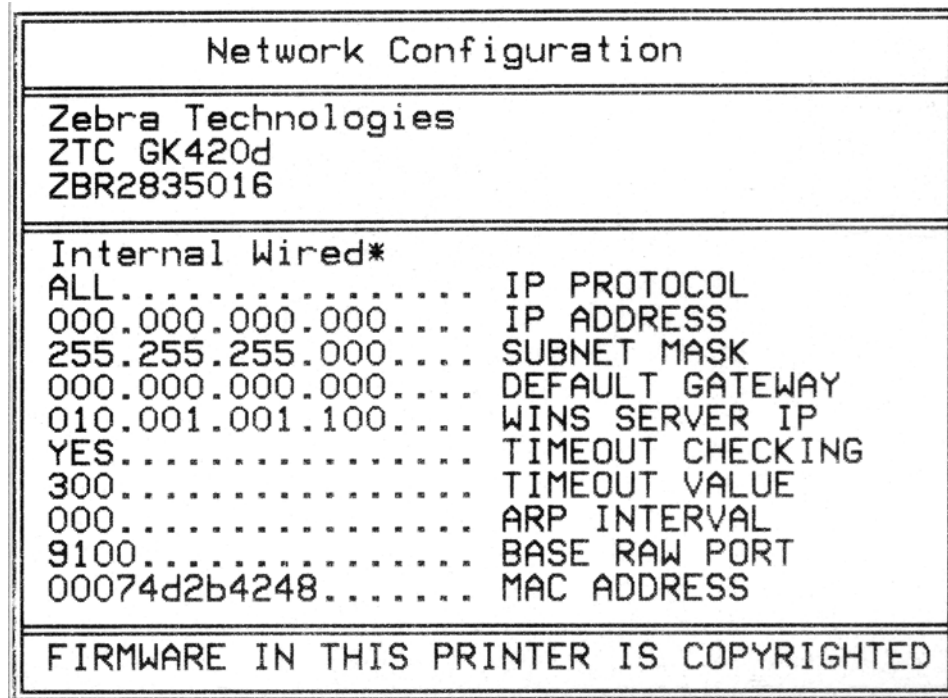 Network Configuration
Zebra Technologies
ZTC GK420d
ZBR2835016
Internal Wired*
ALL................. IP PROTOCOL
000.000.000.000.... IP ADDRESS
255.255.255.000.... SUBNET MASK
000.000.000.000.... DEFAULT GATEWAY
010.001.001.100.... WINS SERVER IP
YES................. TIMEOUT CHECKING
300................. TIMEOUT VALUE
000................. ARP INTERVAL
9100................ BASE RAW PORT
00074d2b4248....... MAC ADDRESS
FIRMWARE IN THIS PRINTER IS COPYRIGHTED